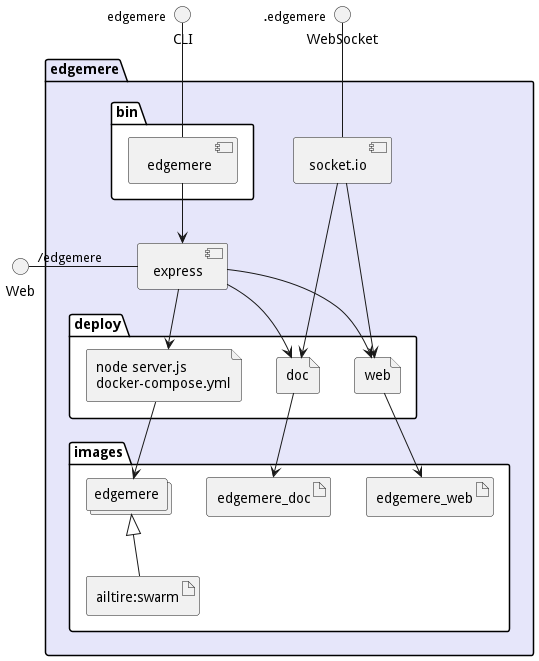 edgemere
.edgemere
CLI
WebSocket
edgemere
bin
edgemere
socket.io
/edgemere
express
Web
deploy
node server.js
docker-compose.yml
doc
web
images
edgemere
edgemere_doc
edgemere_web
ailtire:swarm